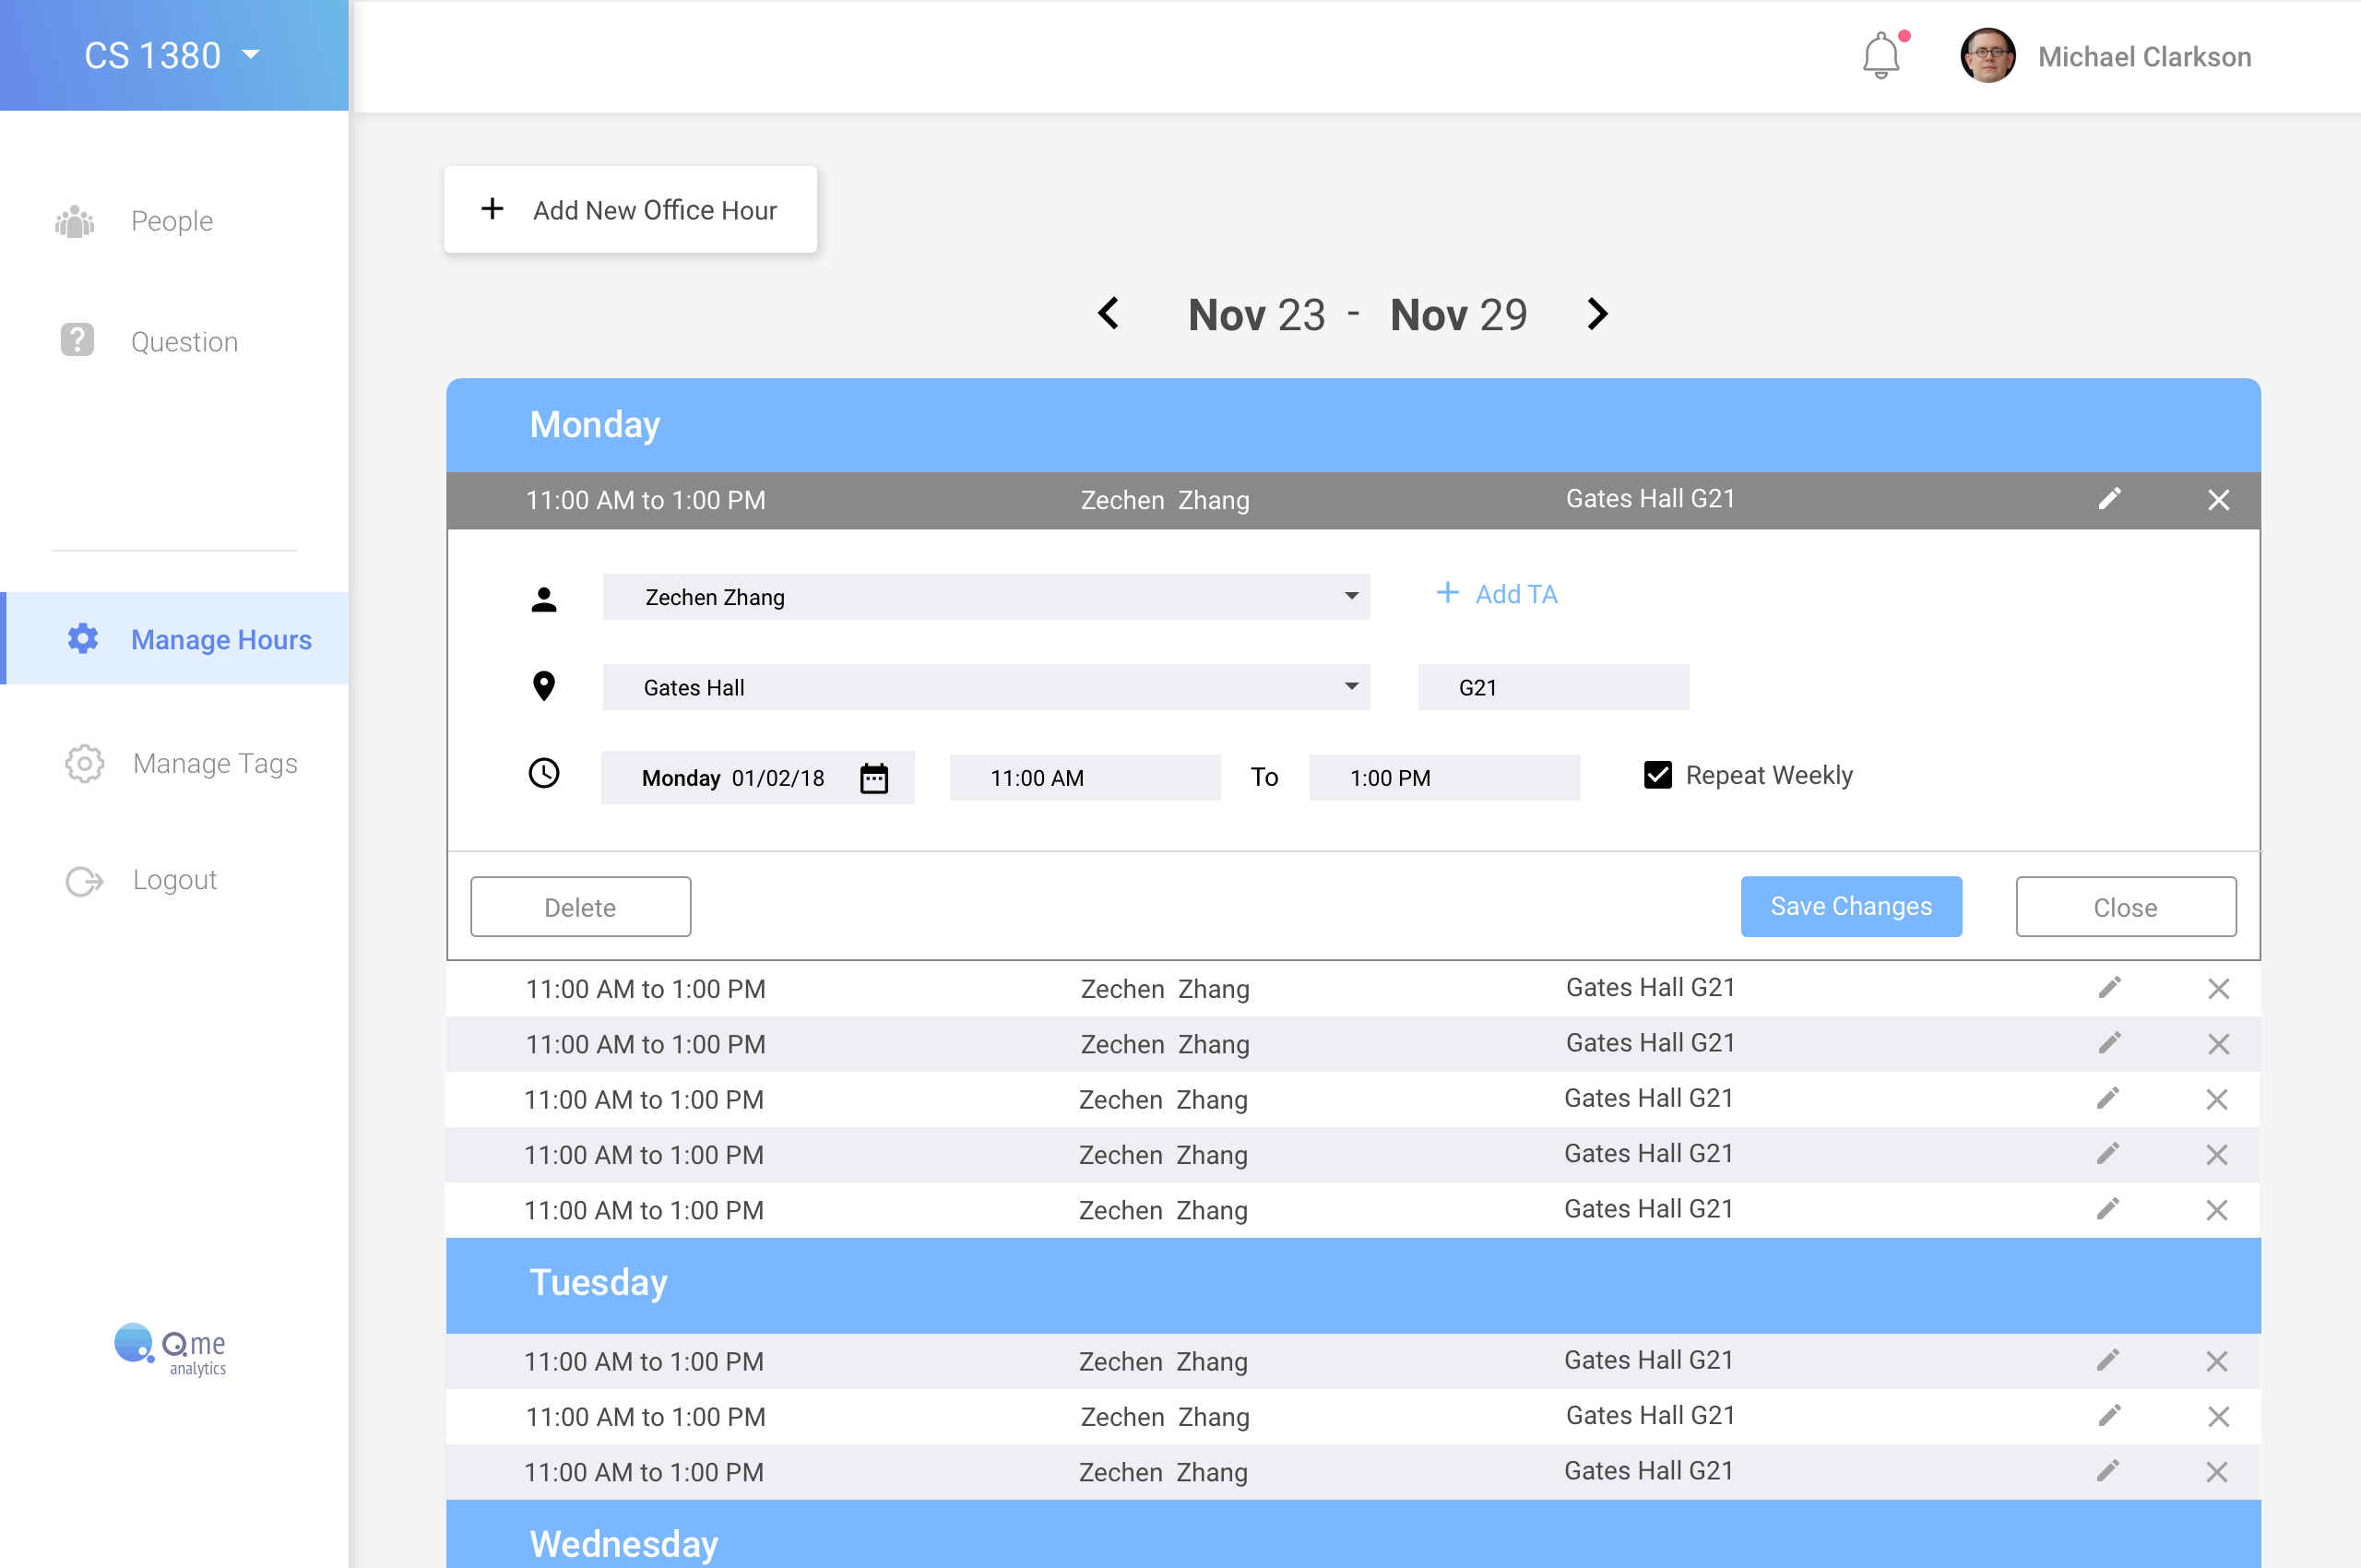 CS 1380
Michael Clarkson
People
Question
Manage Hours
Manage Tags
Logout
Qme
analytics
+ Add New Office Hour
Nov 23 - Nov 29
Monday
11:00 AM to 1:00 PM Zechen Zhang Gates Hall G21
Zechen Zhang + Add TA
Gates Hall G21
Monday 01/02/18 11:00 AM To 1:00 PM Repeat Weekly
Delete Save Changes Close
11:00 AM to 1:00 PM Zechen Zhang Gates Hall G21
11:00 AM to 1:00 PM Zechen Zhang Gates Hall G21
11:00 AM to 1:00 PM Zechen Zhang Gates Hall G21
11:00 AM to 1:00 PM Zechen Zhang Gates Hall G21
11:00 AM to 1:00 PM Zechen Zhang Gates Hall G21
Tuesday
11:00 AM to 1:00 PM Zechen Zhang Gates Hall G21
11:00 AM to 1:00 PM Zechen Zhang Gates Hall G21
11:00 AM to 1:00 PM Zechen Zhang Gates Hall G21
Wednesday